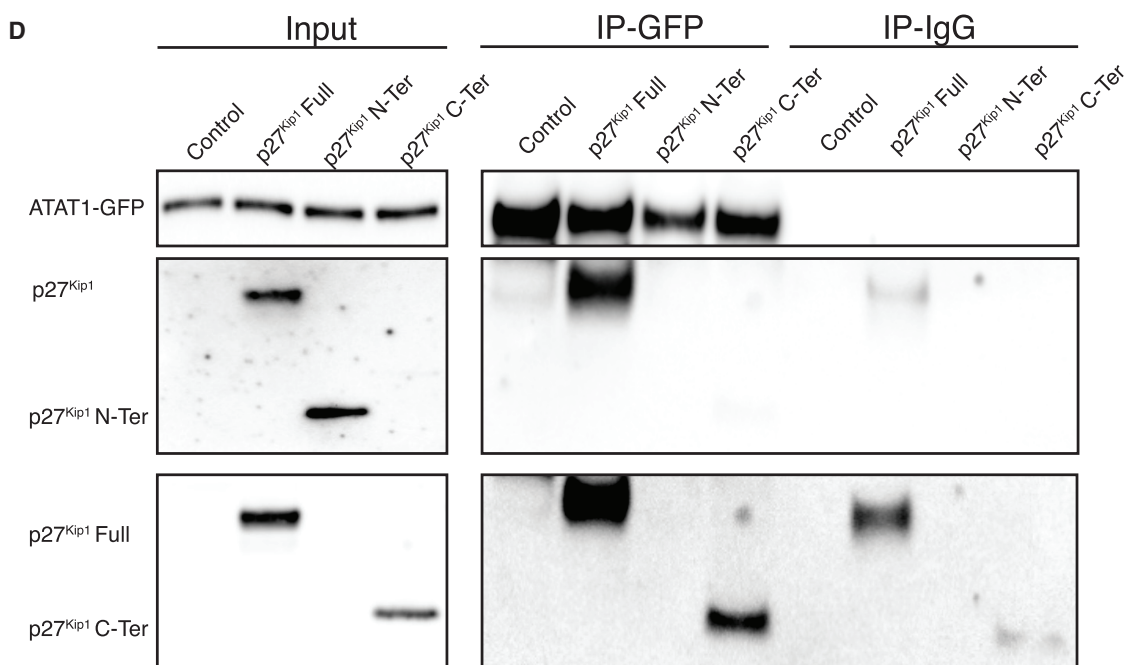 D
Input IP-GFP IP-IgG
Control p27Kip1 Full p27Kip1 N-Ter p27Kip1 C-Ter Control p27Kip1 Full p27Kip1 N-Ter p27Kip1 C-Ter Control p27Kip1 Full p27Kip1 N-Ter p27Kip1 C-Ter
ATAT1-GFP
p27Kip1
p27Kip1 N-Ter
p27Kip1 Full
p27Kip1 C-Ter